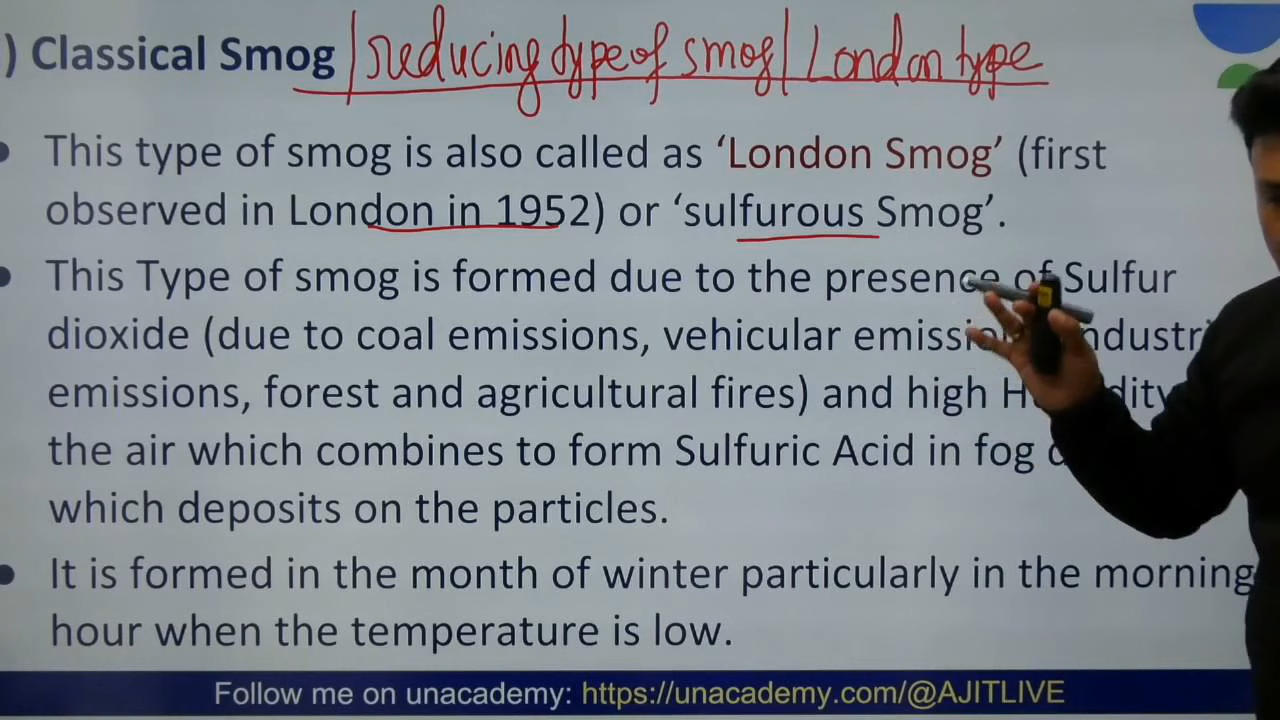 ) Classical Smog / reducing type of smog / London type
• This type of smog is also called as ‘London Smog’ (first
observed in London in 1952) or ‘sulfurous Smog’.
• This Type of smog is formed due to the presence of Sulfur
dioxide (due to coal emissions, vehicular
emissions, forest and agricultural fires) and high
the air which combines to form Sulfuric Acid in fog
which deposits on the particles.
• It is formed in the month of winter particularly in the morning
hour when the temperature is low.
Follow me on unacademy: https://unacademy.com/@AJITLIVE